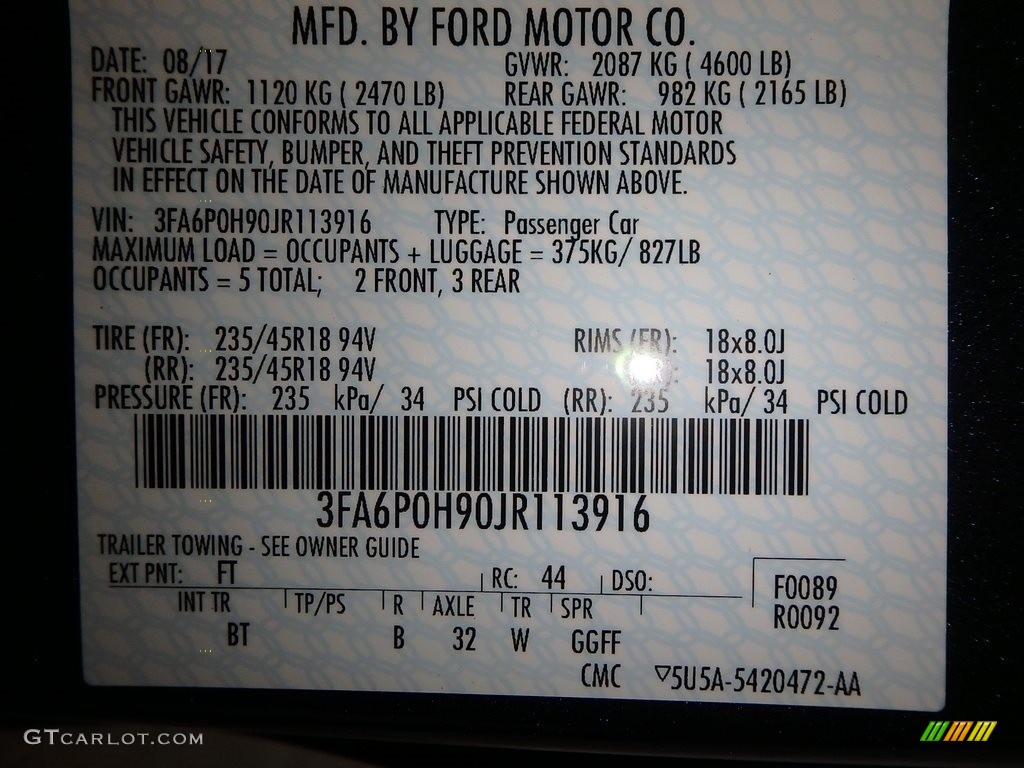 MFD. BY FORD MOTOR CO.
DATE: 08/17 GVWR: 2087 KG ( 4600 LB)
FRONT GAWR: 1120 KG ( 2470 LB) REAR GAWR: 982 KG ( 2165 LB)
THIS VEHICLE CONFORMS TO ALL APPLICABLE FEDERAL MOTOR
VEHICLE SAFETY, BUMPER, AND THEFT PREVENTION STANDARDS
IN EFFECT ON THE DATE OF MANUFACTURE SHOWN ABOVE.
VIN: 3FA6P0H90JR113916 TYPE: Passenger Car
MAXIMUM LOAD = OCCUPANTS + LUGGAGE = 375KG/ 827LB
OCCUPANTS = 5 TOTAL; 2 FRONT, 3 REAR
TIRE (FR): 235/45R18 94V RIMS (FR): 18x8.0J
(RR): 235/45R18 94V 18x8.0J
PRESSURE (FR): 235 kPa/ 34 PSI COLD (RR): 235 kPa/ 34 PSI COLD
3FA6P0H90JR113916
TRAILER TOWING - SEE OWNER GUIDE
EXT PNT: FT RC: 44 DSO: F0089
INT TR TP/PS R AXLE TR SPR R0092
BT B 32 W GGFF
CMC ▽5U5A-5420472-AA
GTCARLOT.COM